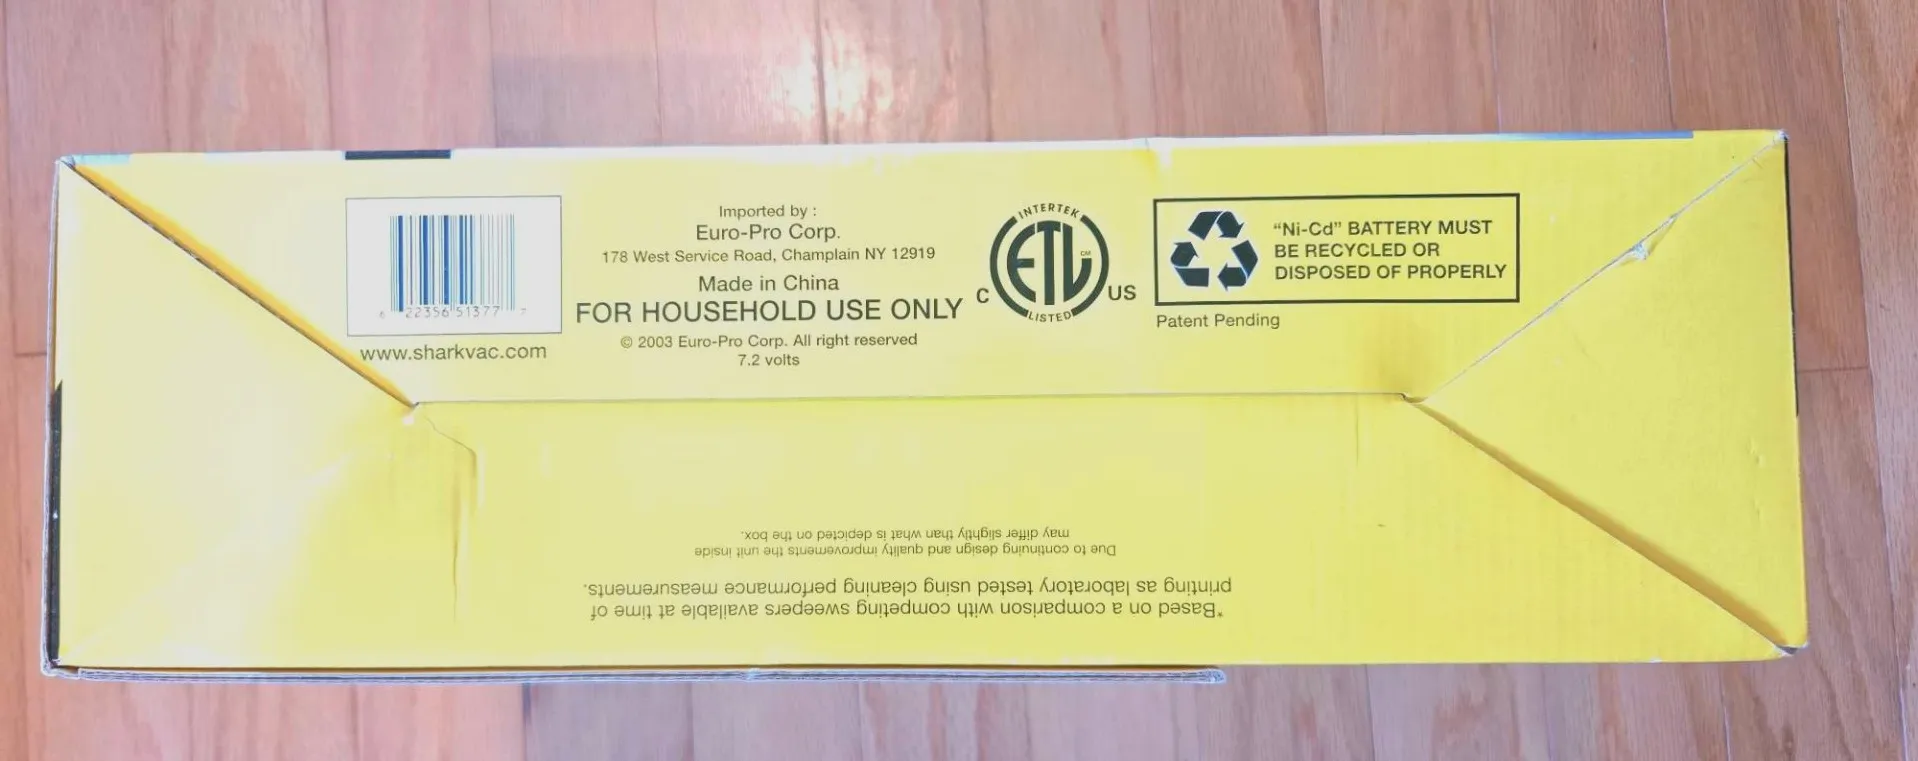 6 22356 51377 7
www.sharkvac.com
Imported by :
Euro-Pro Corp.
178 West Service Road, Champlain NY 12919
Made in China
FOR HOUSEHOLD USE ONLY
© 2003 Euro-Pro Corp. All right reserved
7.2 volts
INTERTEK
ETL CM
C US
LISTED
"Ni-Cd" BATTERY MUST
BE RECYCLED OR
DISPOSED OF PROPERLY
Patent Pending
*Based on a comparison with competing sweepers available at time of
printing as laboratory tested using cleaning performance measurements.
Due to continuing design and quality improvements the unit inside
may differ slightly than what is depicted on the box.